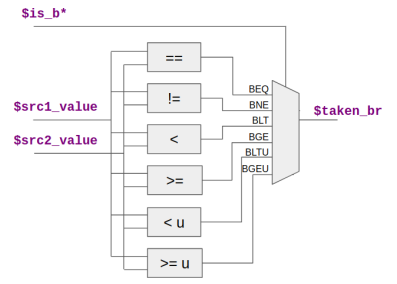 $is_b*
==
BEQ
!=
BNE
$src1_value
$taken_br
BLT
<
$src2_value
BGE
BLTU
>=
BGEU
< u
>= u